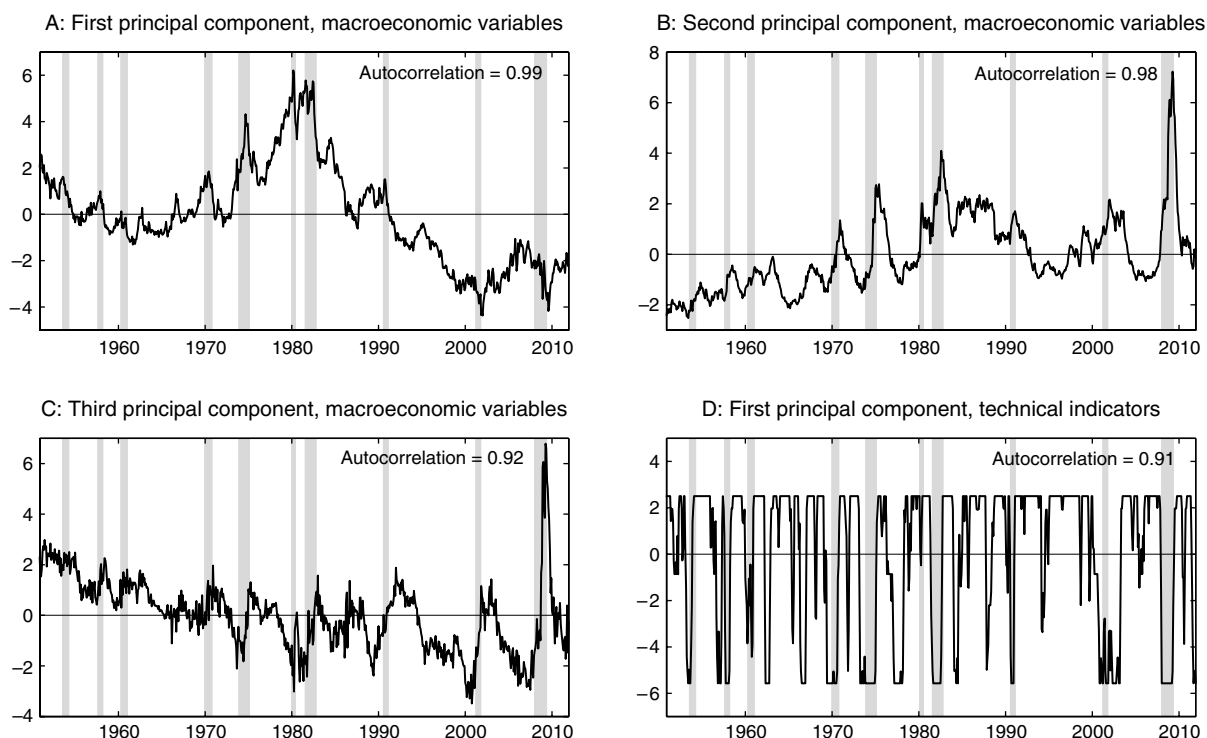 A: First principal component, macroeconomic variables
Autocorrelation = 0.99
6
4
2
0
−2
−4
1960 1970 1980 1990 2000 2010
B: Second principal component, macroeconomic variables
Autocorrelation = 0.98
8
6
4
2
0
−2
1960 1970 1980 1990 2000 2010
C: Third principal component, macroeconomic variables
Autocorrelation = 0.92
6
4
2
0
−2
−4
1960 1970 1980 1990 2000 2010
D: First principal component, technical indicators
Autocorrelation = 0.91
4
2
0
−2
−4
−6
1960 1970 1980 1990 2000 2010